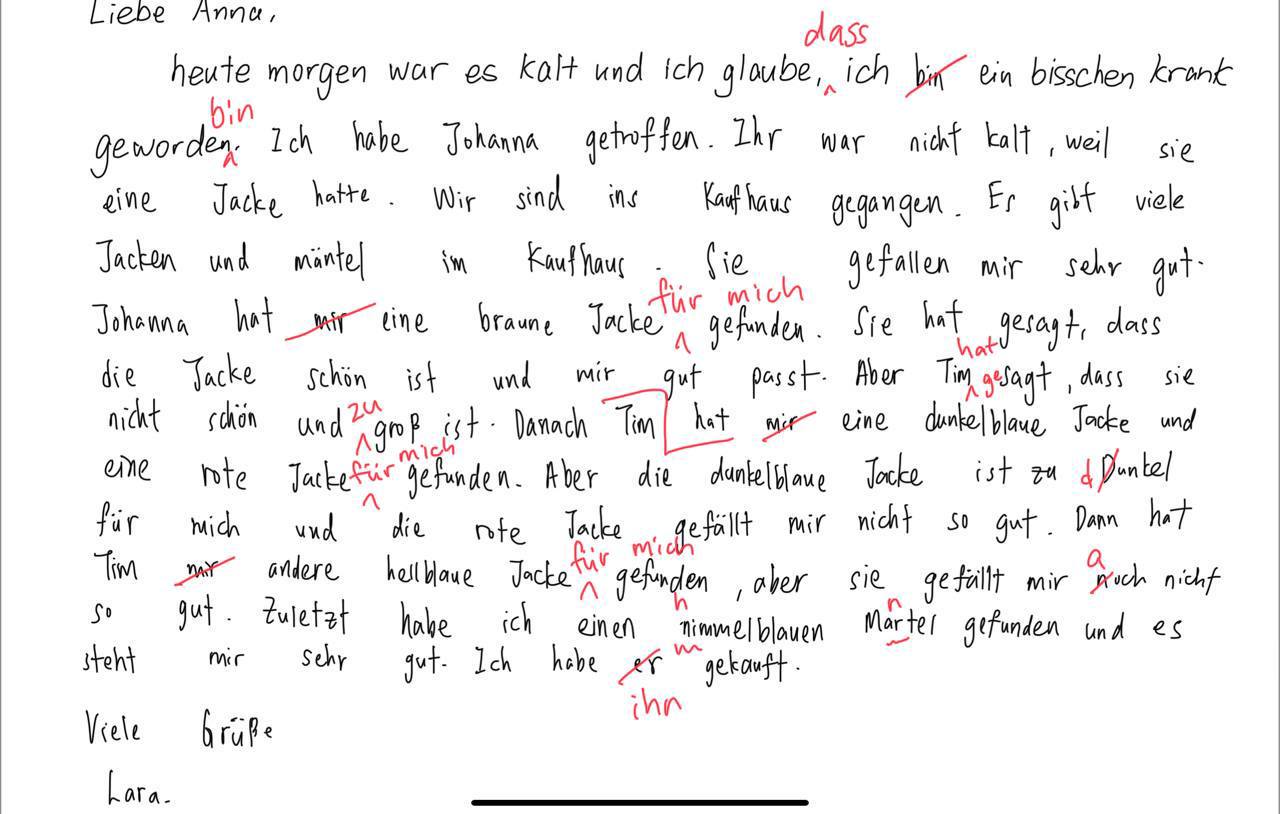 Liebe Anna,
dass
heute morgen war es kalt und ich glaube, ich bin ein bisschen krank
bin
geworden. Ich habe Johanna getroffen. Ihr war nicht kalt, weil sie
eine Jacke hatte. Wir sind ins Kaufhaus gegangen. Es gibt viele
Jacken und mäntel im Kaufhaus. Sie gefallen mir sehr gut.
für mich
Johanna hat mir eine braune Jacke gefunden. Sie hat gesagt, dass
hat
die Jacke schön ist und mir gut passt. Aber Tim gesagt, dass sie
zu
nicht schön und groß ist. Danach Tim hat mir eine dunkelblaue Jacke und
für mich
eine rote Jacke gefunden. Aber die dunkelblaue Jacke ist zu d Dunkel
für mich und die rote Jacke gefällt mir nicht so gut. Dann hat
für mich a
Tim mir andere hellblaue Jacke gefunden, aber sie gefällt mir noch nicht
h n
so gut. Zuletzt habe ich einen nimmelblauen Martel gefunden und es
m
steht mir sehr gut. Ich habe er gekauft.
ihn
Viele Grüße
Lara.